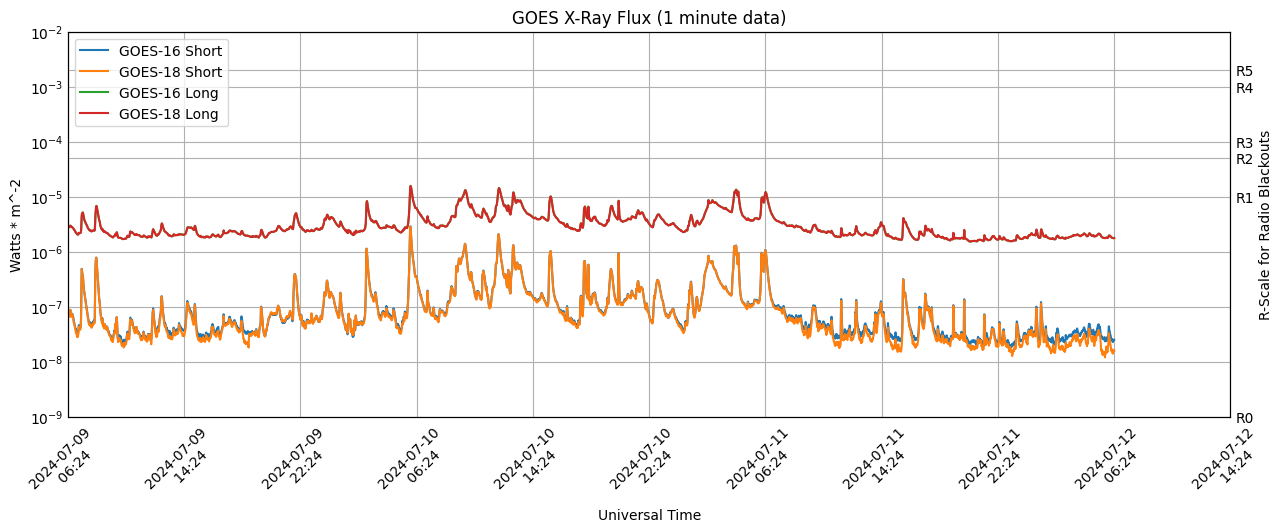 GOES X-Ray Flux (1 minute data)
GOES-16 Short
GOES-18 Short
GOES-16 Long
GOES-18 Long
10^-2
10^-3
10^-4
10^-5
10^-6
10^-7
10^-8
10^-9
Watts * m^-2
R5
R4
R3
R2
R1
R0
R-Scale for Radio Blackouts
2024-07-09
06:24
2024-07-09
14:24
2024-07-09
22:24
2024-07-10
06:24
2024-07-10
14:24
2024-07-10
22:24
2024-07-11
06:24
2024-07-11
14:24
2024-07-11
22:24
2024-07-12
06:24
2024-07-12
14:24
Universal Time